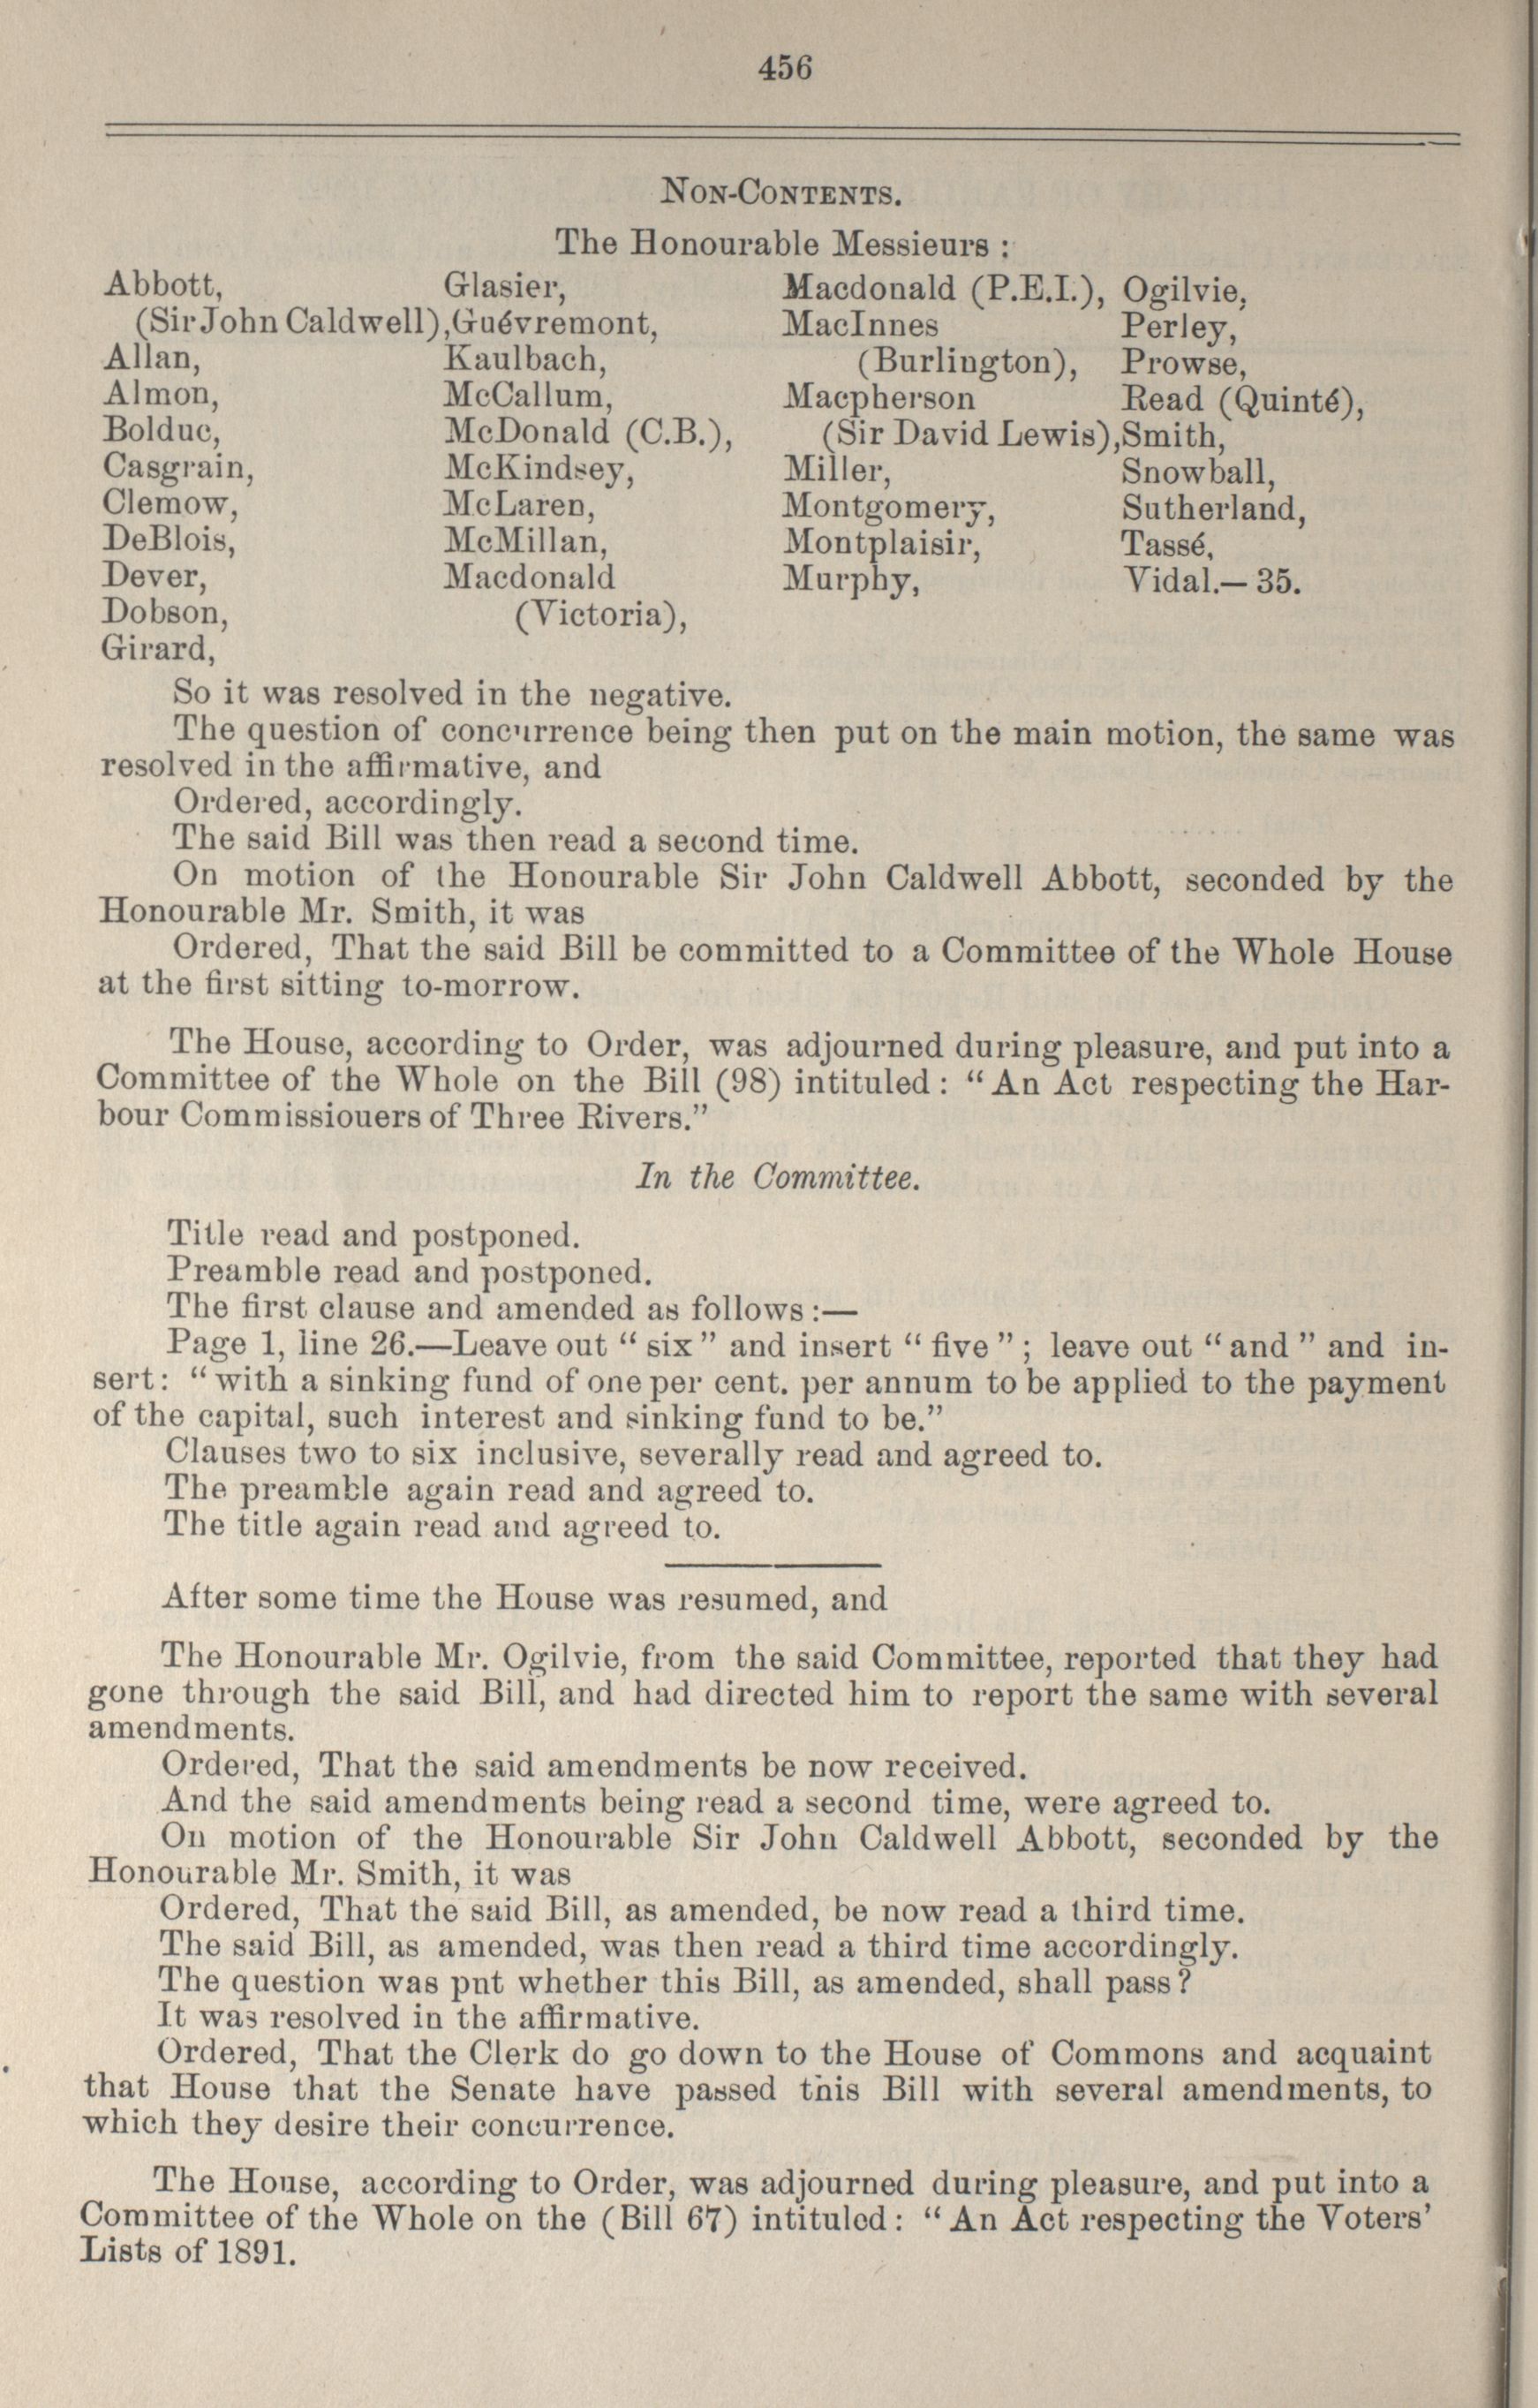 456
NON-CONTENTS.
The Honourable Messieurs :
Abbott,
(Sir John Caldwell),
Allan,
Almon,
Bolduc,
Casgrain,
Clemow,
DeBlois,
Dever,
Dobson,
Girard,
Glasier,
Guévremont,
Kaulbach,
McCallum,
McDonald (C.B.),
McKindsey,
McLaren,
McMillan,
Macdonald
(Victoria),
Macdonald (P.E.I.),
MacInnes
(Burlington),
Macpherson
(Sir David Lewis),
Miller,
Montgomery,
Montplaisir,
Murphy,
Ogilvie,
Perley,
Prowse,
Read (Quinté),
Smith,
Snowball,
Sutherland,
Tassé,
Vidal.— 35.
So it was resolved in the negative.
The question of concurrence being then put on the main motion, the same was
resolved in the affirmative, and
Ordered, accordingly.
The said Bill was then read a second time.
On motion of the Honourable Sir John Caldwell Abbott, seconded by the
Honourable Mr. Smith, it was
Ordered, That the said Bill be committed to a Committee of the Whole House
at the first sitting to-morrow.
The House, according to Order, was adjourned during pleasure, and put into a
Committee of the Whole on the Bill (98) intituled : “ An Act respecting the Har-
bour Commissiouers of Three Rivers.”
In the Committee.
Title read and postponed.
Preamble read and postponed.
The first clause and amended as follows :—
Page 1, line 26.—Leave out “ six ” and insert “ five ” ; leave out “ and ” and in-
sert : “ with a sinking fund of one per cent. per annum to be applied to the payment
of the capital, such interest and sinking fund to be.”
Clauses two to six inclusive, severally read and agreed to.
The preamble again read and agreed to.
The title again read and agreed to.
After some time the House was resumed, and
The Honourable Mr. Ogilvie, from the said Committee, reported that they had
gone through the said Bill, and had directed him to report the same with several
amendments.
Ordered, That the said amendments be now received.
And the said amendments being read a second time, were agreed to.
On motion of the Honourable Sir John Caldwell Abbott, seconded by the
Honourable Mr. Smith, it was
Ordered, That the said Bill, as amended, be now read a third time.
The said Bill, as amended, was then read a third time accordingly.
The question was pnt whether this Bill, as amended, shall pass ?
It was resolved in the affirmative.
Ordered, That the Clerk do go down to the House of Commons and acquaint
that House that the Senate have passed this Bill with several amendments, to
which they desire their concurrence.
The House, according to Order, was adjourned during pleasure, and put into a
Committee of the Whole on the (Bill 67) intituled : “ An Act respecting the Voters’
Lists of 1891.